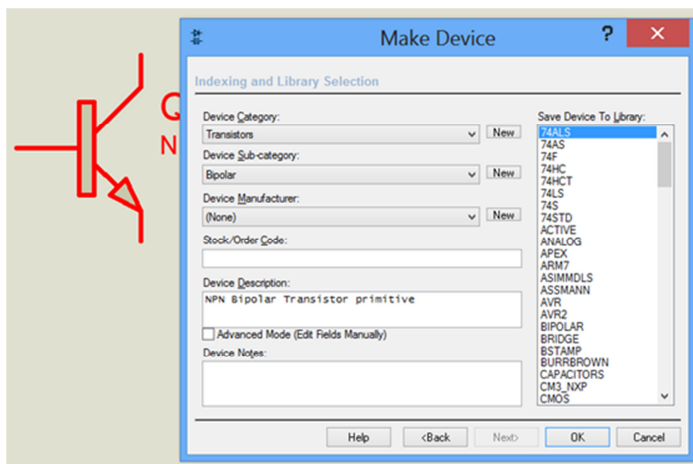 Make Device
?
Indexing and Library Selection
Device Category:
Transistors
New
Device Sub-category:
Bipolar
New
Device Manufacturer:
(None)
New
Stock/Order Code:
Device Description:
NPN Bipolar Transistor primitive
Advanced Mode (Edit Fields Manually)
Device Notes:
Save Device To Library:
74ALS
74AS
74F
74HC
74HCT
74LS
74S
74STD
ACTIVE
ANALOG
APEX
ARM7
ASIMMDLS
ASSMANN
AVR
AVR2
BIPOLAR
BRIDGE
BSTAMP
BURRBROWN
CAPACITORS
CM3_NXP
CMOS
Help
<Back
Next>
OK
Cancel
Q
N